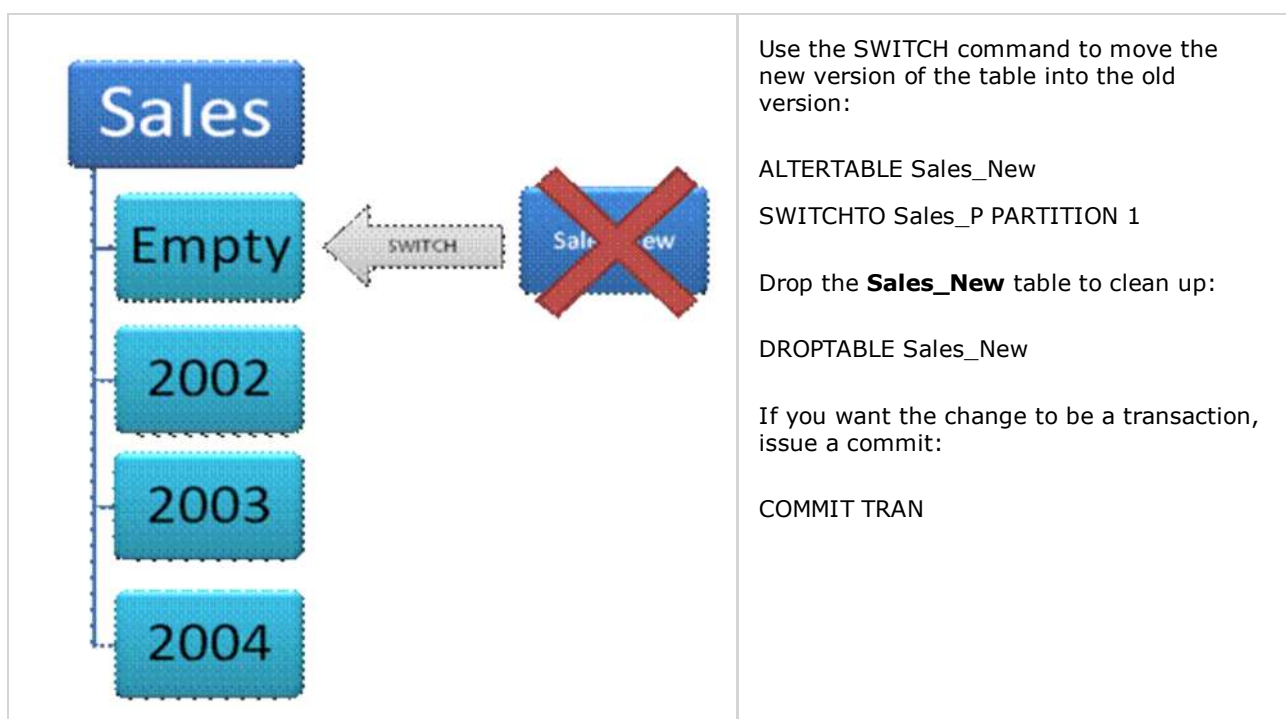 Sales
Empty
2002
2003
2004
SWITCH
Use the SWITCH command to move the
new version of the table into the old
version:
ALTERTABLE Sales_New
SWITCHTO Sales_P PARTITION 1
Drop the Sales_New table to clean up:
DROPTABLE Sales_New
If you want the change to be a transaction,
issue a commit:
COMMIT TRAN